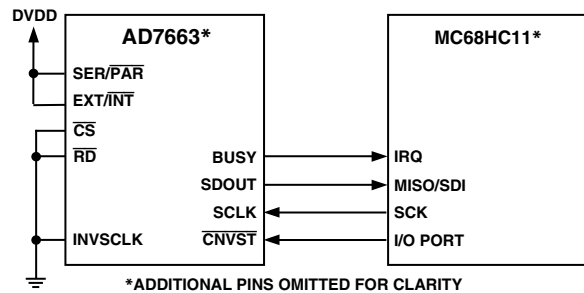 DVDD
AD7663*
MC68HC11*
SER/PAR
EXT/INT
CS
RD
BUSY
IRQ
SDOUT
MISO/SDI
SCLK
SCK
INVSCLK
CNVST
I/O PORT
*ADDITIONAL PINS OMITTED FOR CLARITY